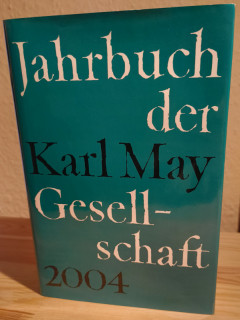 Jahrbuch
der
Karl May
Gesell-
schaft
2004